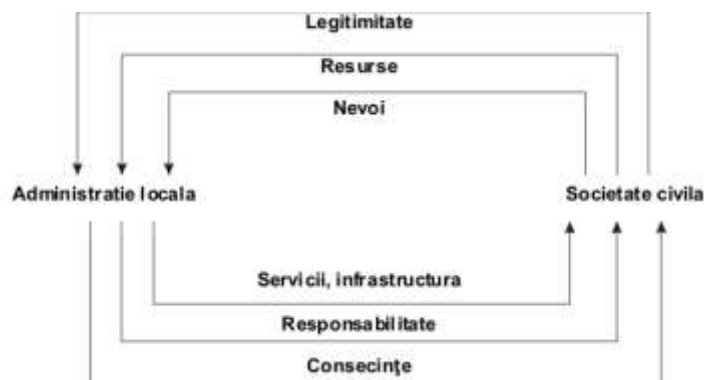 Legitimitate
Resurse
Nevoi
Administratie locala
Societate civila
Servicii, infrastructura
Responsabilitate
Consecinţe